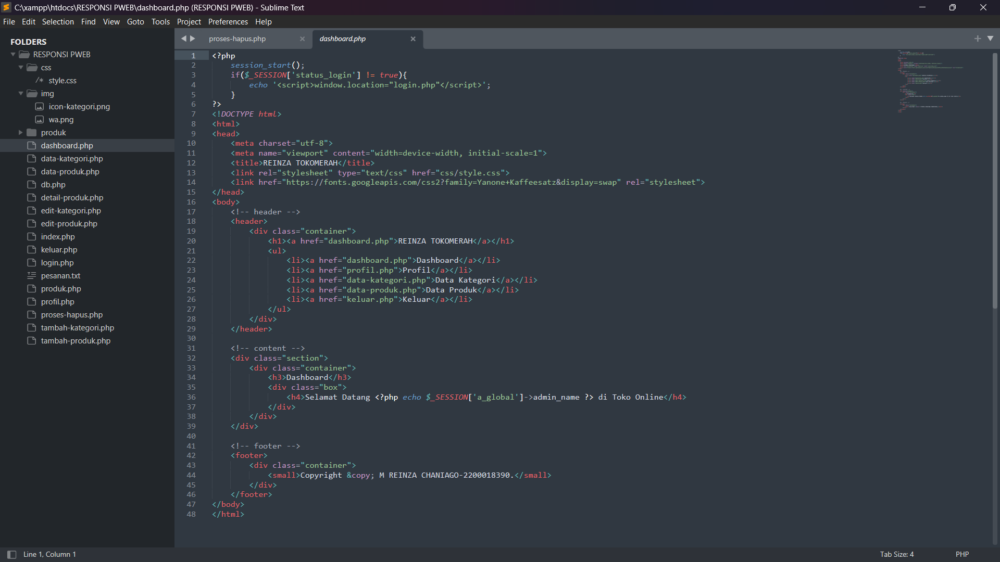 C:\xampp\htdocs\RESPONSI PWEB\dashboard.php (RESPONSI PWEB) - Sublime Text
File Edit Selection Find View Goto Tools Project Preferences Help
FOLDERS
RESPONSI PWEB
css
/* style.css
img
icon-kategori.png
wa.png
produk
dashboard.php
data-kategori.php
data-produk.php
db.php
detail-produk.php
edit-kategori.php
edit-produk.php
index.php
keluar.php
login.php
pesanan.txt
produk.php
profil.php
proses-hapus.php
tambah-kategori.php
tambah-produk.php
proses-hapus.php dashboard.php
1 <?php
2     session_start();
3     if($_SESSION['status_login'] != true){
4         echo '<script>window.location="login.php"</script>';
5     }
6 ?>
7 <!DOCTYPE html>
8 <html>
9 <head>
10     <meta charset="utf-8">
11     <meta name="viewport" content="width=device-width, initial-scale=1">
12     <title>REINZA TOKOMERAH</title>
13     <link rel="stylesheet" type="text/css" href="css/style.css">
14     <link href="https://fonts.googleapis.com/css2?family=Yanone+Kaffeesatz&display=swap" rel="stylesheet">
15 </head>
16 <body>
17     <!-- header -->
18     <header>
19         <div class="container">
20             <h1><a href="dashboard.php">REINZA TOKOMERAH</a></h1>
21             <ul>
22                 <li><a href="dashboard.php">Dashboard</a></li>
23                 <li><a href="profil.php">Profil</a></li>
24                 <li><a href="data-kategori.php">Data Kategori</a></li>
25                 <li><a href="data-produk.php">Data Produk</a></li>
26                 <li><a href="keluar.php">Keluar</a></li>
27             </ul>
28         </div>
29     </header>
30
31     <!-- content -->
32     <div class="section">
33         <div class="container">
34             <h3>Dashboard</h3>
35             <div class="box">
36                 <h4>Selamat Datang <?php echo $_SESSION['a_global']->admin_name ?> di Toko Online</h4>
37             </div>
38         </div>
39     </div>
40
41     <!-- footer -->
42     <footer>
43         <div class="container">
44             <small>Copyright &copy; M REINZA CHANIAGO-2200018390.</small>
45         </div>
46     </footer>
47 </body>
48 </html>
Line 1, Column 1
Tab Size: 4
PHP